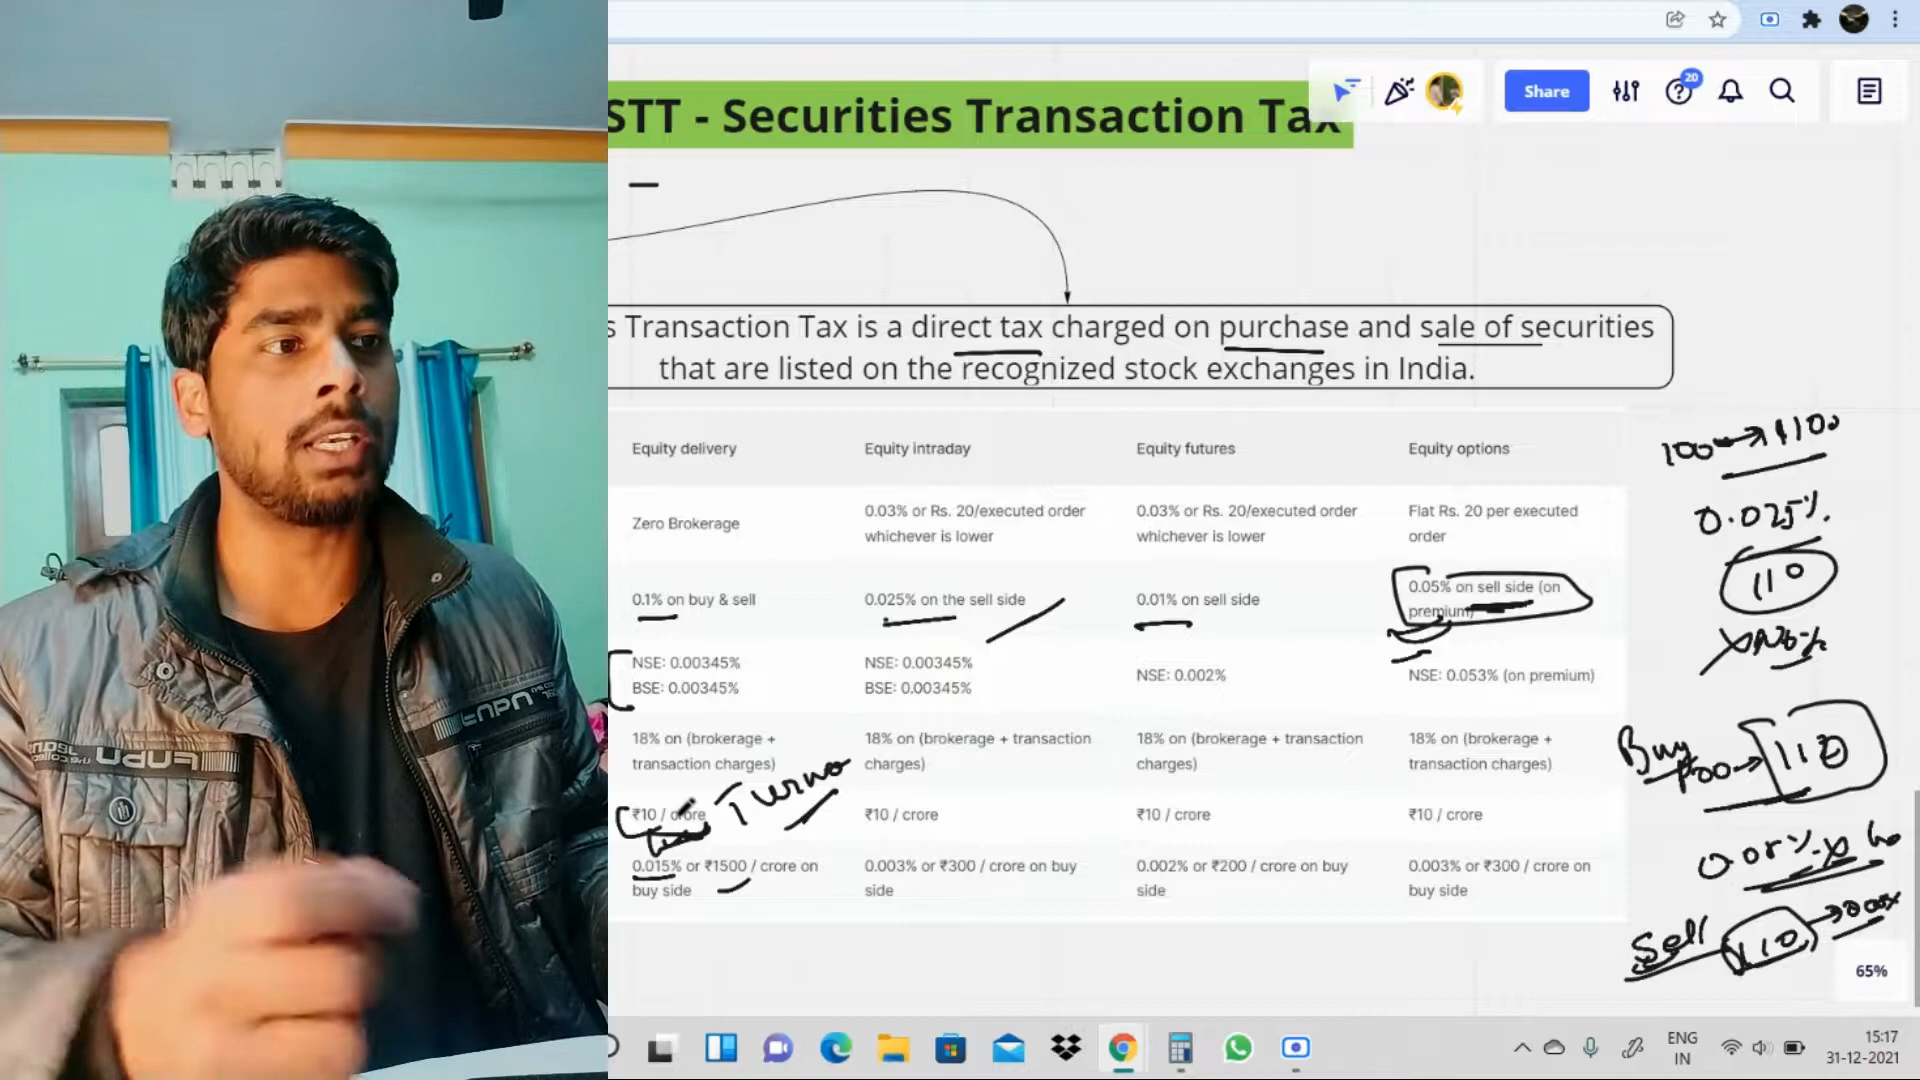 20
Share
STT - Securities Transaction Tax
s Transaction Tax is a direct tax charged on purchase and sale of securities
that are listed on the recognized stock exchanges in India.
Equity delivery Equity intraday Equity futures Equity options
Zero Brokerage
0.03% or Rs. 20/executed order
which​ever is lower
0.03% or Rs. 20/executed order
whichever is lower
Flat Rs. 20 per executed
order
0.1% on buy & sell
0.025% on the sell side
0.01% on sell side
0.05% on sell side (on
premium)
NSE: 0.00345%
BSE: 0.00345%
NSE: 0.00345%
BSE: 0.00345%
NSE: 0.002%
NSE: 0.053% (on premium)
18% on (brokerage +
transaction charges)
18% on (brokerage + transaction
charges)
18% on (brokerage + transaction
charges)
18% on (brokerage +
transaction charges)
₹10 / crore
₹10 / crore
₹10 / crore
₹10 / crore
0.015% or ₹1500 / crore on
buy side
0.003% or ₹300 / crore on buy
side
0.002% or ₹200 / crore on buy
side
0.003% or ₹300 / crore on
buy side
0.025%
110
Buy
110
Sell 110
65%
ENG
IN
15:17
31-12-2021